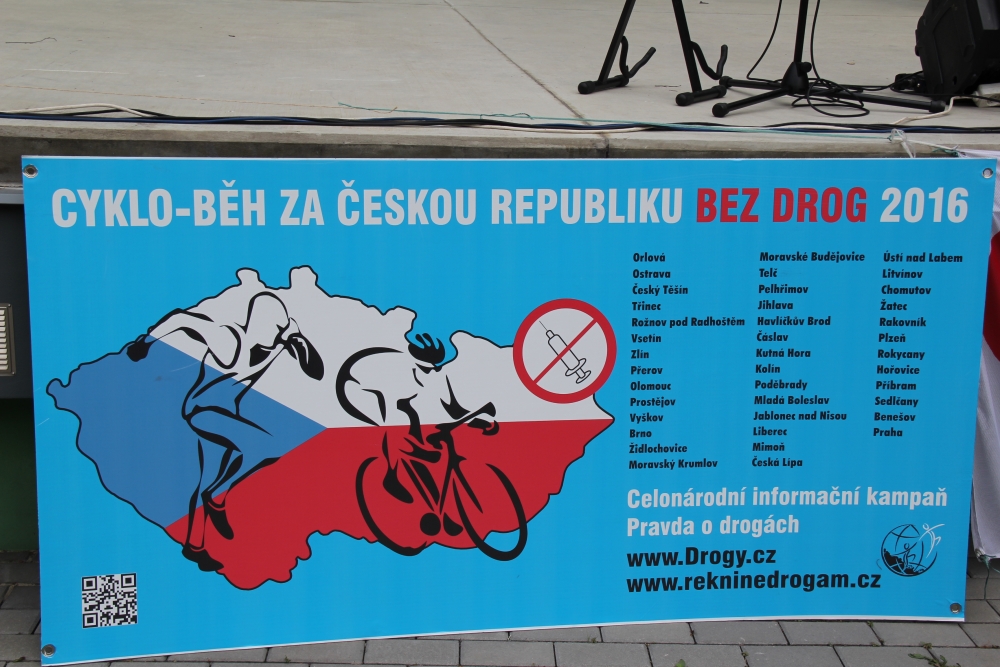 CYKLO-BĚH ZA ČESKOU REPUBLIKU BEZ DROG 2016
Orlová
Ostrava
Český Těšín
Třinec
Rožnov pod Radhoštěm
Vsetín
Zlín
Přerov
Olomouc
Prostějov
Vyškov
Brno
Židlochovice
Moravský Krumlov
Moravské Budějovice
Telč
Pelhřimov
Jihlava
Havlíčkův Brod
Čáslav
Kutná Hora
Kolín
Poděbrady
Mladá Boleslav
Jablonec nad Nisou
Liberec
Mimoň
Česká Lípa
Ústí nad Labem
Litvínov
Chomutov
Žatec
Rakovník
Plzeň
Rokycany
Hořovice
Příbram
Sedlčany
Benešov
Praha
Celonárodní informační kampaň
Pravda o drogách
www.Drogy.cz
www.rekninedrogam.cz